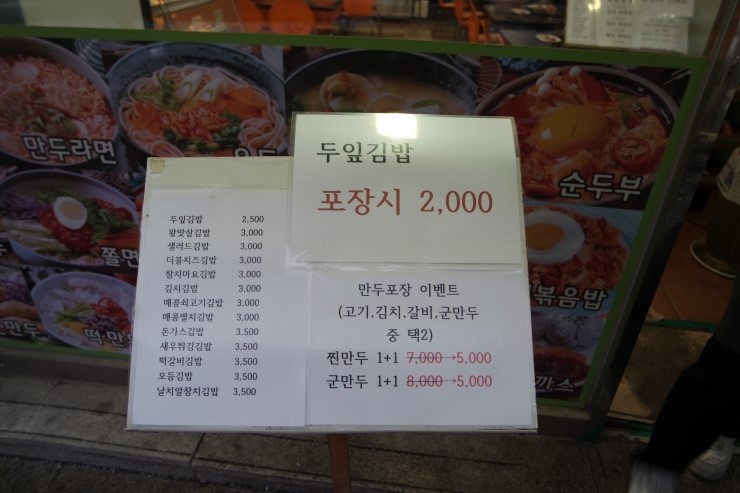 만두라면
순두부
쫄면
볶음밥
두잎김밥
포장시 2,000
두잎김밥 2,500
왕맛살김밥 3,000
샐러드김밥 3,000
더블치즈김밥 3,000
참치마요김밥 3,000
김치김밥 3,000
매콤쇠고기김밥 3,000
매콤멸치김밥 3,000
돈가스김밥 3,500
새우튀김김밥 3,500
떡갈비김밥 3,500
모듬김밥 3,500
날치알참치김밥 3,500
만두포장 이벤트
(고기.김치.갈비.군만두
중 택2)
찐만두 1+1 7,000→5,000
군만두 1+1 8,000→5,000